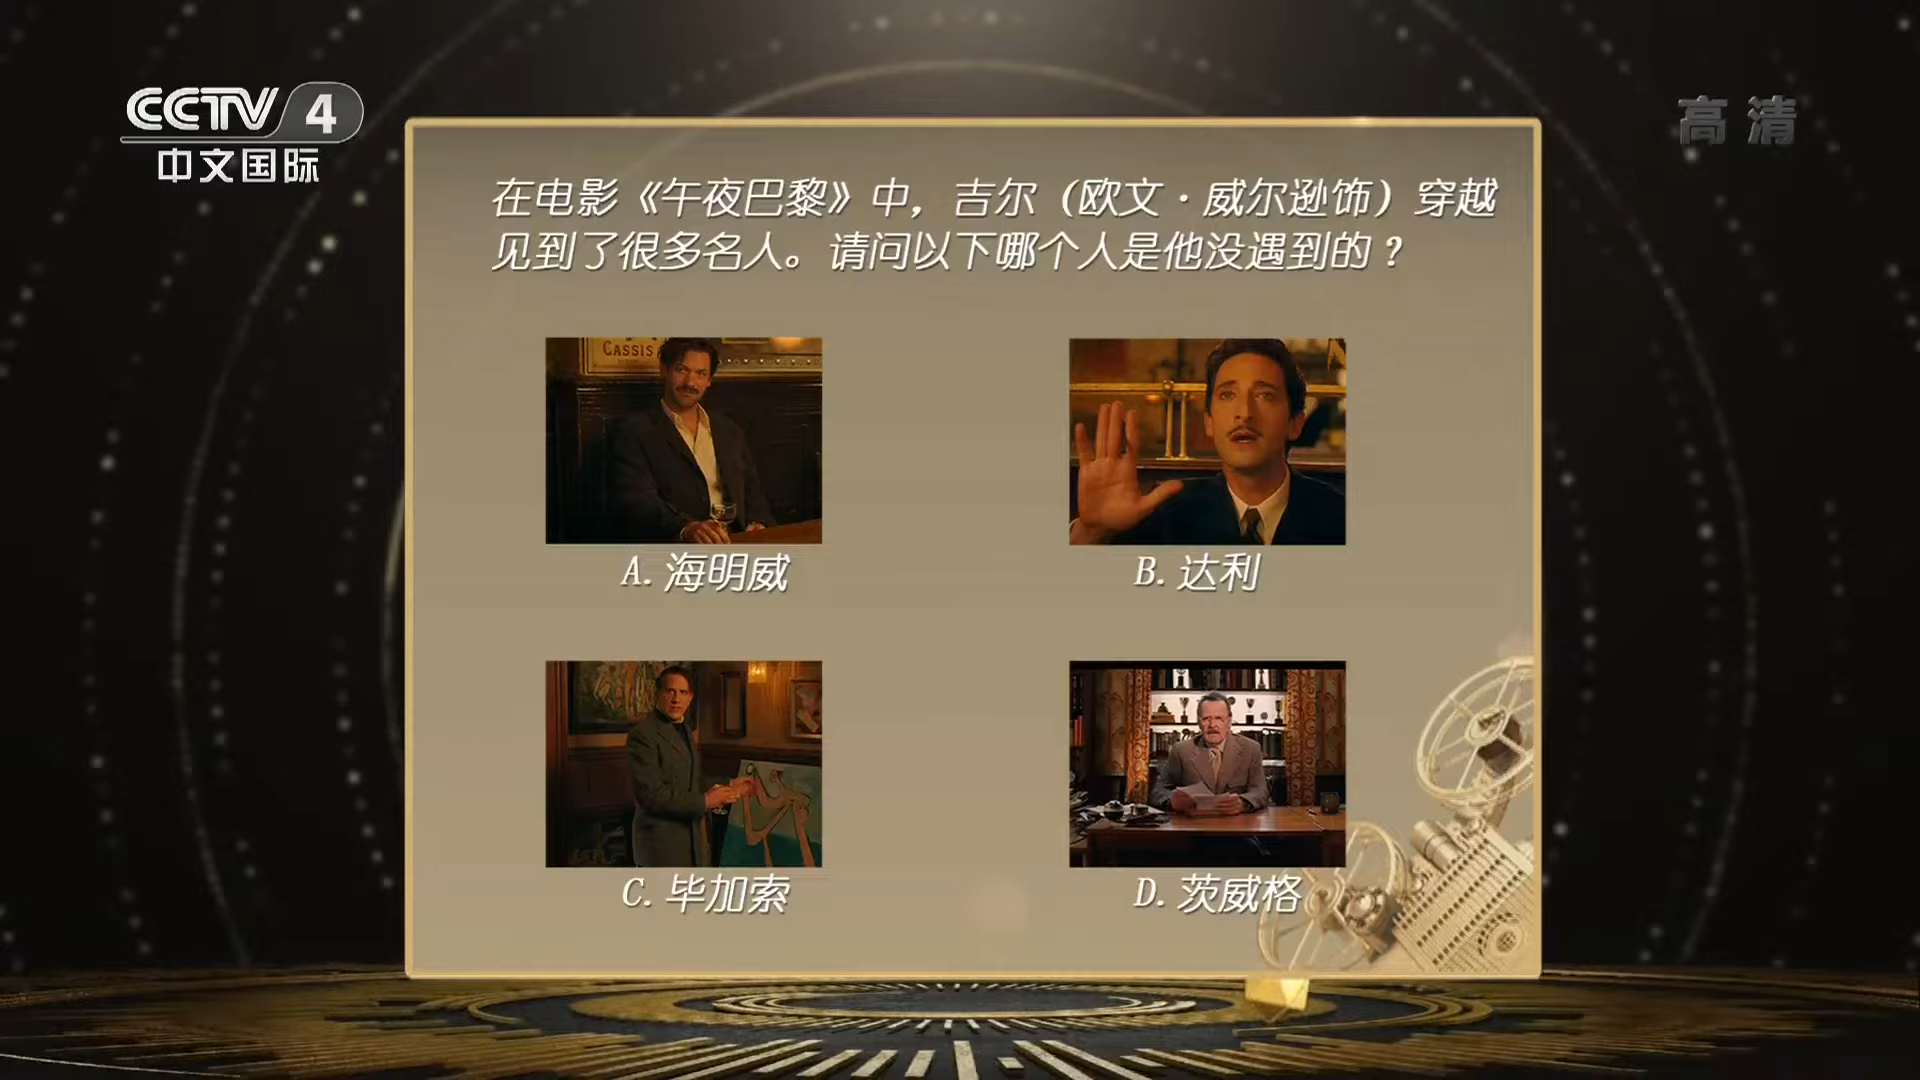 CCTV 4
中文国际
高清
在电影《午夜巴黎》中，吉尔（欧文·威尔逊饰）穿越
见到了很多名人。请问以下哪个人是他没遇到的？
CASSIS
A. 海明威
B. 达利
C. 毕加索
D. 茨威格